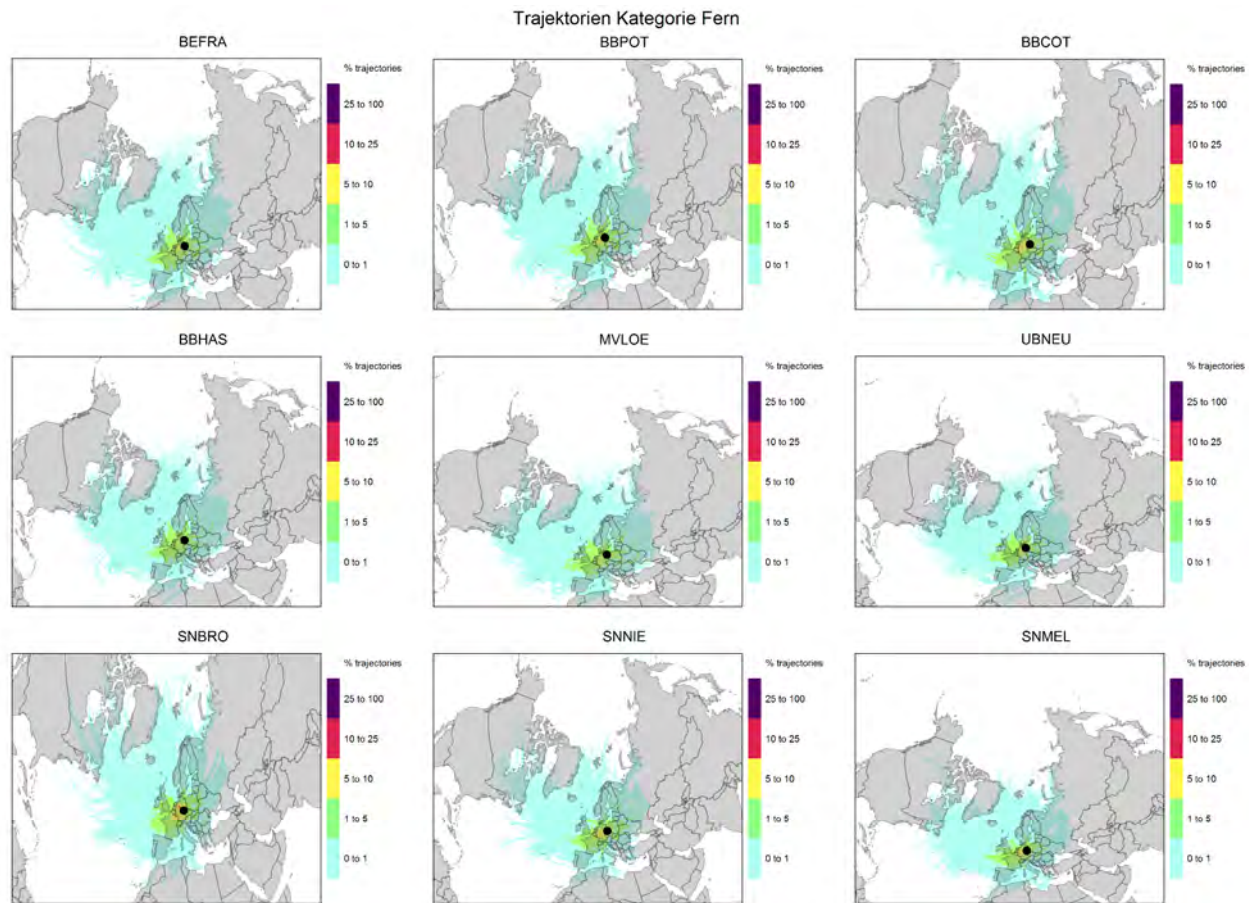 Trajektorien Kategorie Fern
BEFRA
BBPOT
BBCOT
% trajectories
25 to 100
10 to 25
5 to 10
1 to 5
0 to 1
% trajectories
25 to 100
10 to 25
5 to 10
1 to 5
0 to 1
% trajectories
25 to 100
10 to 25
5 to 10
1 to 5
0 to 1
BBHAS
MVLOE
UBNEU
% trajectories
25 to 100
10 to 25
5 to 10
1 to 5
0 to 1
% trajectories
25 to 100
10 to 25
5 to 10
1 to 5
0 to 1
% trajectories
25 to 100
10 to 25
5 to 10
1 to 5
0 to 1
SNBRO
SNNIE
SNMEL
% trajectories
25 to 100
10 to 25
5 to 10
1 to 5
0 to 1
% trajectories
25 to 100
10 to 25
5 to 10
1 to 5
0 to 1
% trajectories
25 to 100
10 to 25
5 to 10
1 to 5
0 to 1